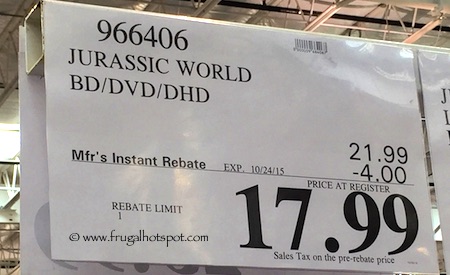 966406
JURASSIC WORLD
BD/DVD/DHD
21.99
Mfr's Instant Rebate EXP. 10/24/15 -4.00
PRICE AT REGISTER
REBATE LIMIT
1
17.99
© www.frugalhotspot.com
Sales Tax on the pre-rebate price